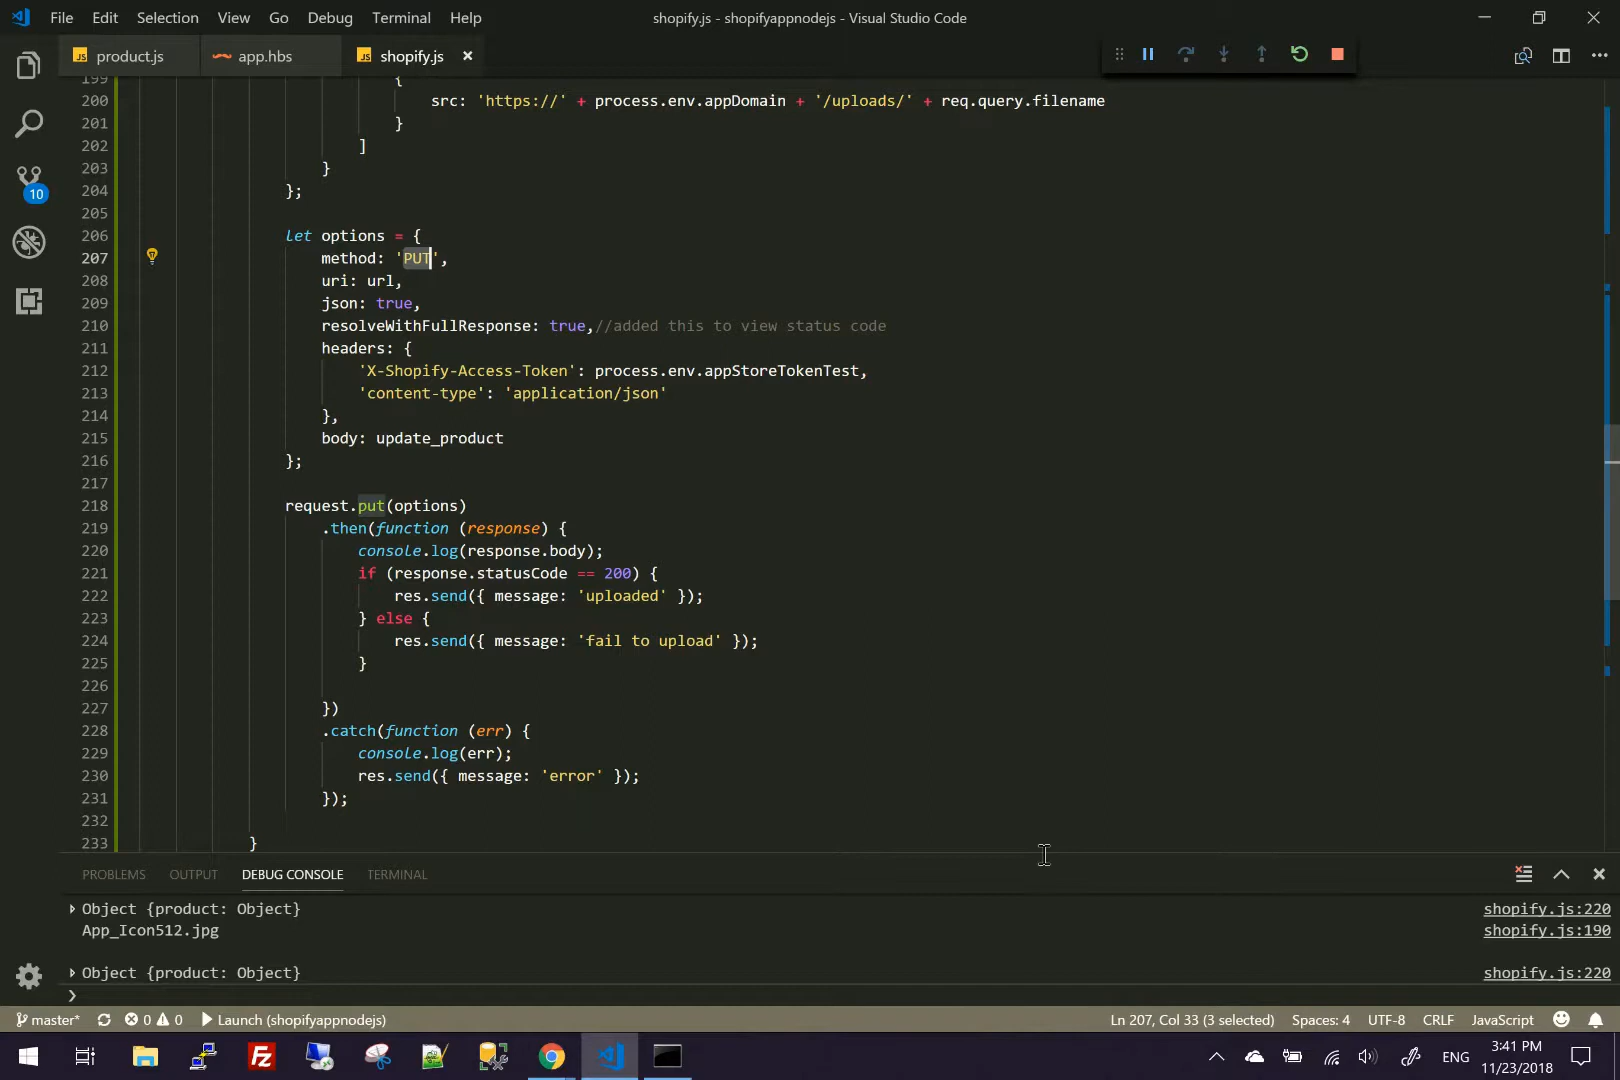 File Edit Selection View Go Debug Terminal Help shopify.js - shopifyappnodejs - Visual Studio Code
JS product.js app.hbs JS shopify.js
199 {
200 src: 'https://' + process.env.appDomain + '/uploads/' + req.query.filename
201 }
202 ]
203 }
204 };
205
206 let options = {
207 method: 'PUT',
208 uri: url,
209 json: true,
210 resolveWithFullResponse: true,//added this to view status code
211 headers: {
212 'X-Shopify-Access-Token': process.env.appStoreTokenTest,
213 'content-type': 'application/json'
214 },
215 body: update_product
216 };
217
218 request.put(options)
219 .then(function (response) {
220 console.log(response.body);
221 if (response.statusCode == 200) {
222 res.send({ message: 'uploaded' });
223 } else {
224 res.send({ message: 'fail to upload' });
225 }
226
227 })
228 .catch(function (err) {
229 console.log(err);
230 res.send({ message: 'error' });
231 });
232
233 }
10
PROBLEMS OUTPUT DEBUG CONSOLE TERMINAL
Object {product: Object} shopify.js:220
App_Icon512.jpg shopify.js:190
Object {product: Object} shopify.js:220
master* 0 0 Launch (shopifyappnodejs) Ln 207, Col 33 (3 selected) Spaces: 4 UTF-8 CRLF JavaScript
ENG 3:41 PM
11/23/2018